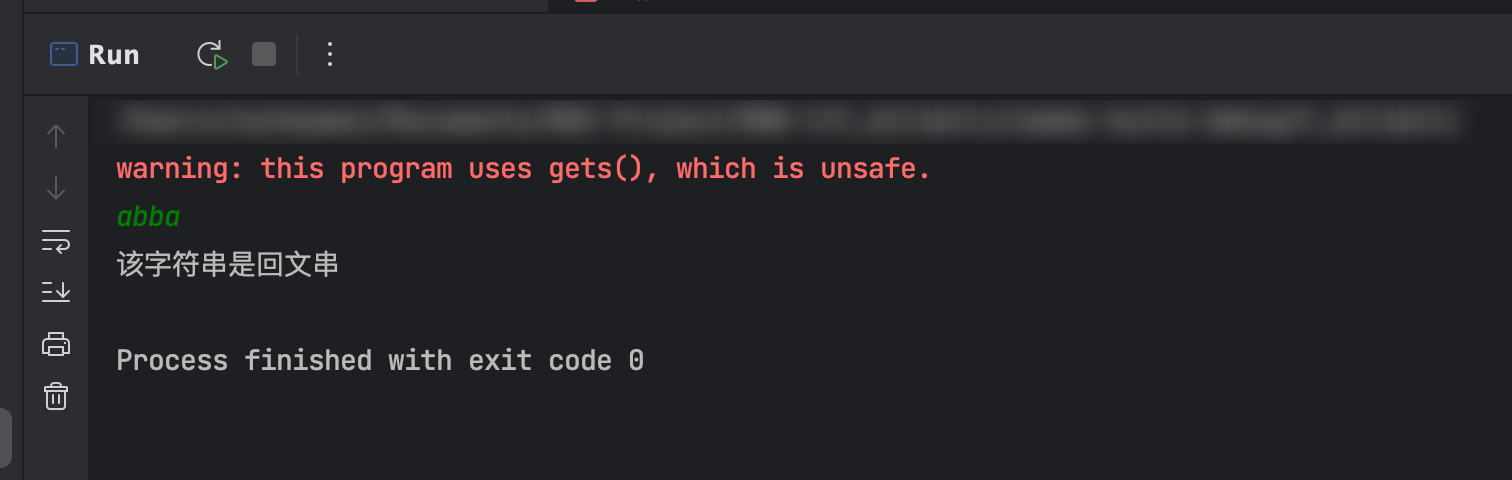 Run
warning: this program uses gets(), which is unsafe.
abba
该字符串是回文串
Process finished with exit code 0